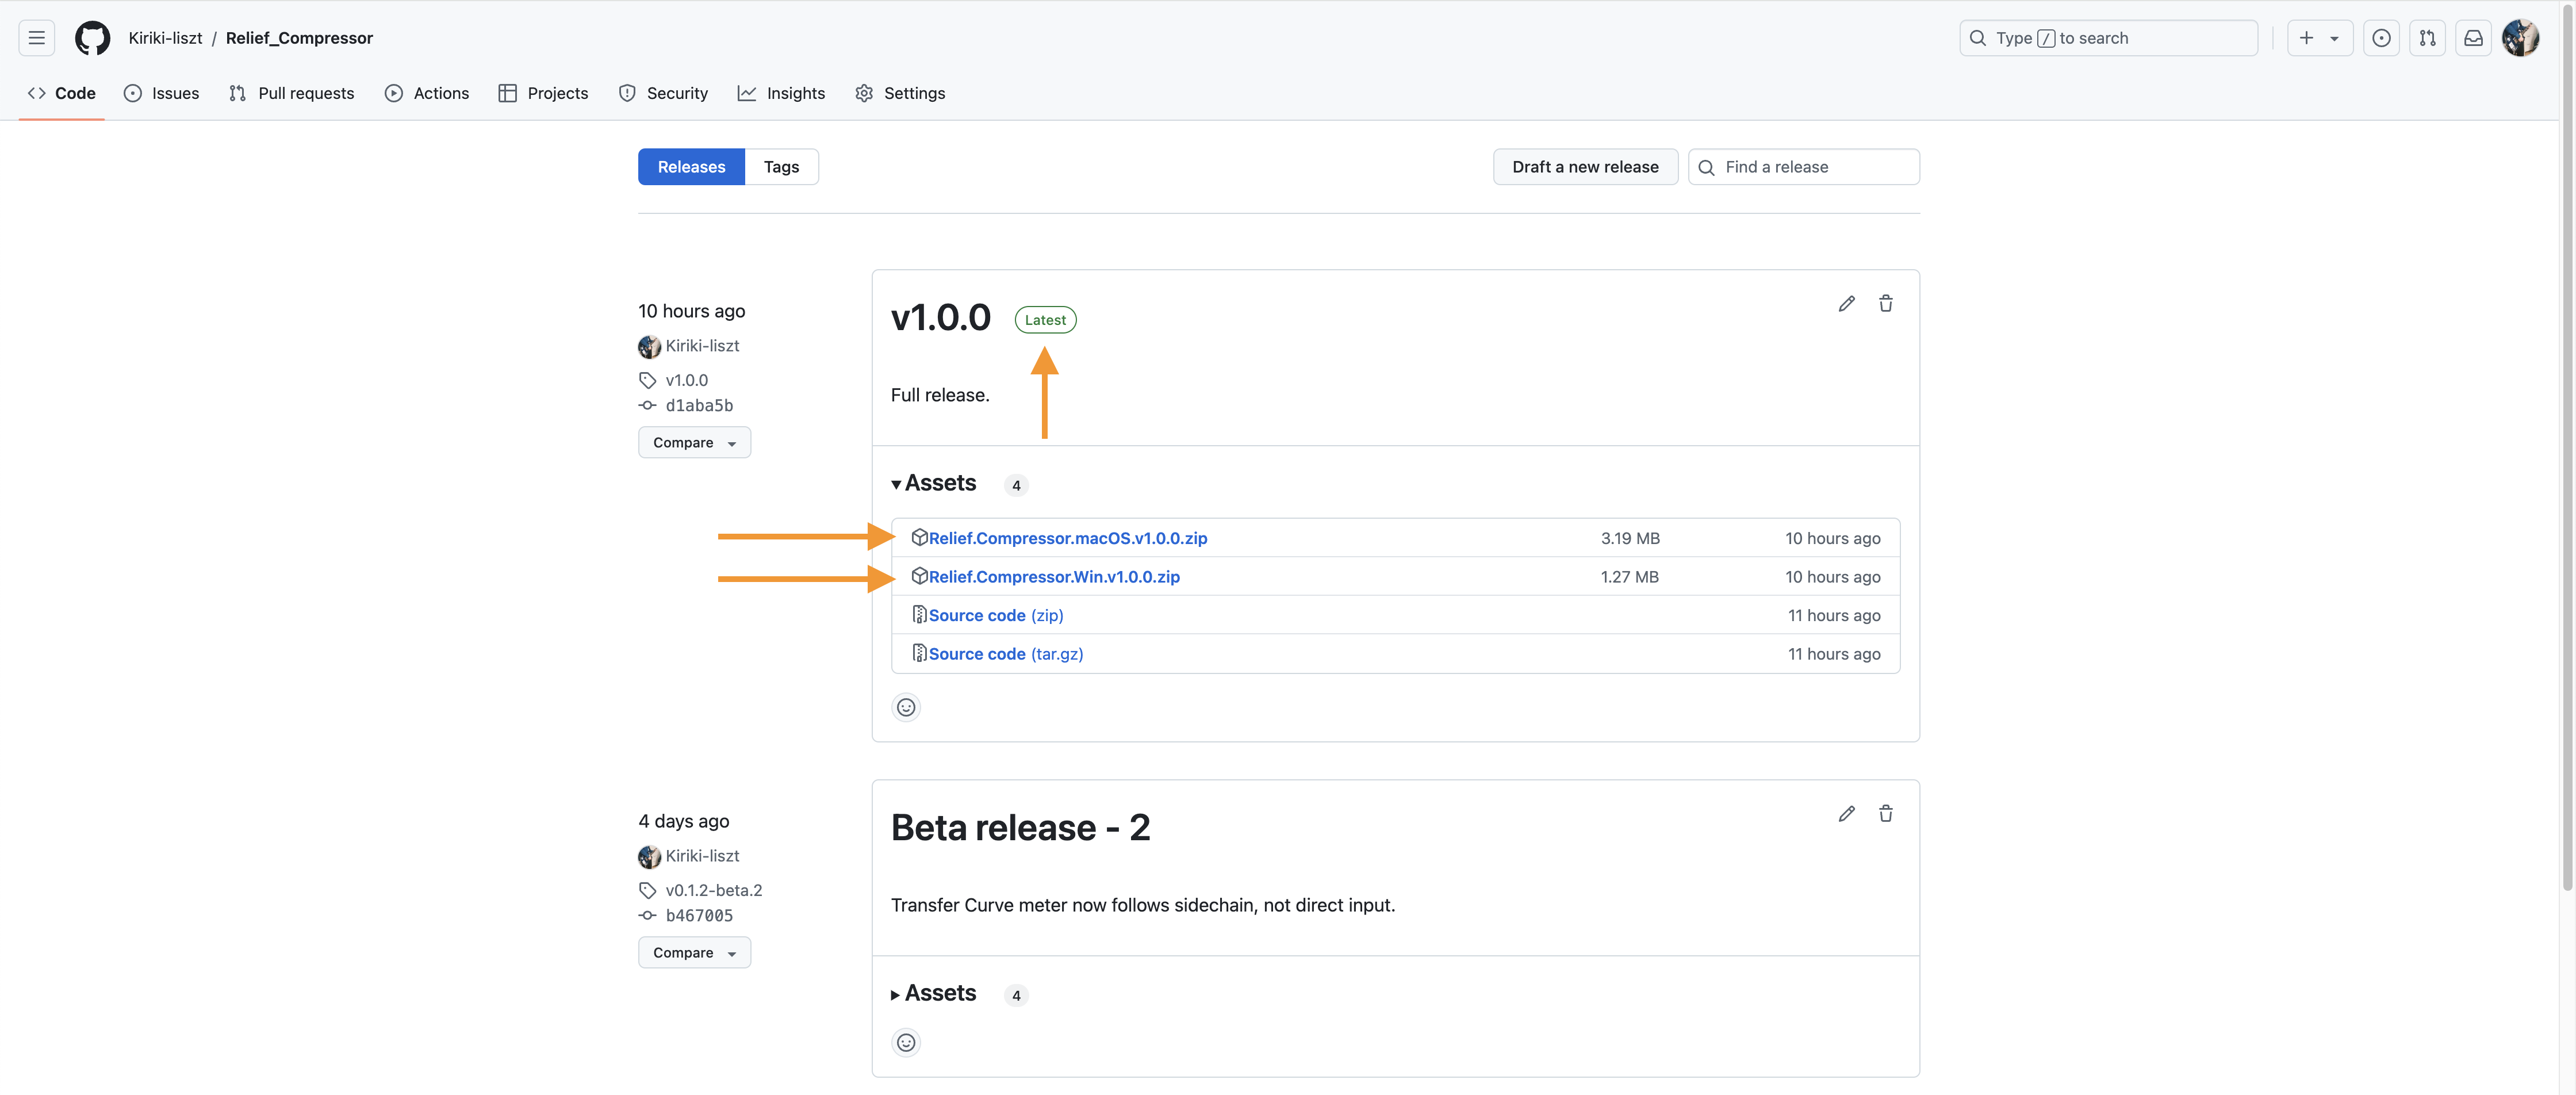 Kiriki-liszt / Relief_Compressor
Type / to search
Code Issues Pull requests Actions Projects Security Insights Settings
Releases Tags
Draft a new release
Find a release
10 hours ago
Kiriki-liszt
v1.0.0
d1aba5b
Compare
v1.0.0 Latest
Full release.
Assets 4
Relief.Compressor.macOS.v1.0.0.zip 3.19 MB 10 hours ago
Relief.Compressor.Win.v1.0.0.zip 1.27 MB 10 hours ago
Source code (zip) 11 hours ago
Source code (tar.gz) 11 hours ago
4 days ago
Kiriki-liszt
v0.1.2-beta.2
b467005
Compare
Beta release - 2
Transfer Curve meter now follows sidechain, not direct input.
Assets 4